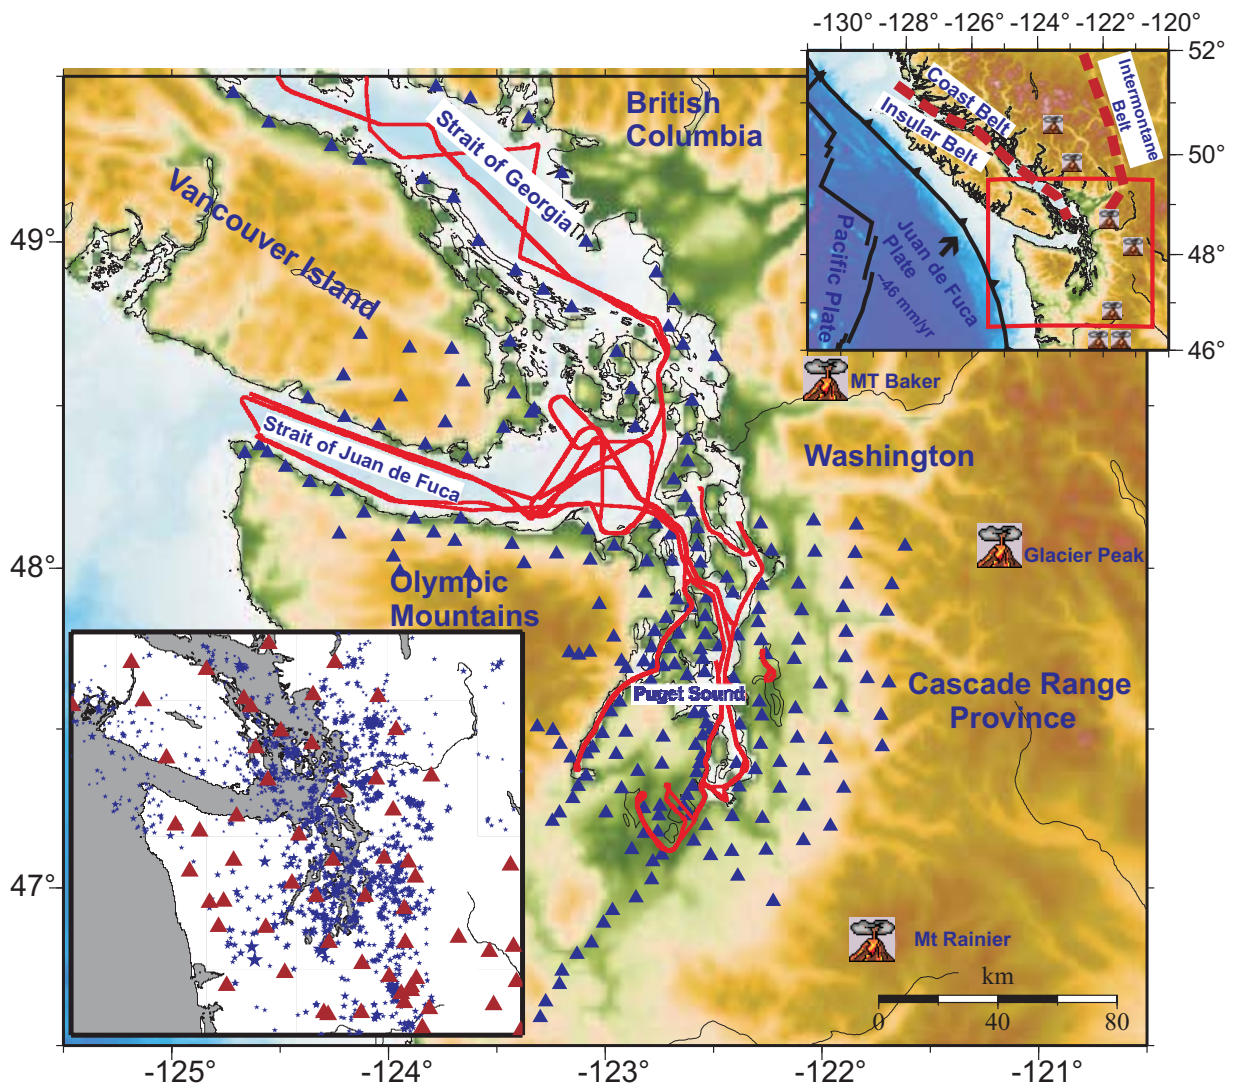 -130° -128° -126° -124° -122° -120°
52°
50°
48°
46°
Coast Belt
Insular Belt
Intermontane
Belt
Pacific Plate
Juan de Fuca
Plate
~46 mm/yr
British
Columbia
Strait of Georgia
Vancouver Island
49°
MT Baker
Washington
Strait of Juan de Fuca
Glacier Peak
48°
Olympic
Mountains
Puget Sound
Cascade Range
Province
47°
Mt Rainier
km
0 40 80
-125° -124° -123° -122° -121°